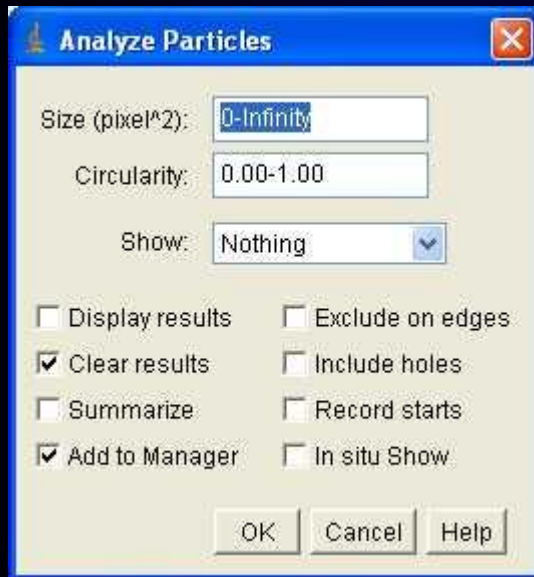 Analyze Particles
Size (pixel^2): 0-Infinity
Circularity: 0.00-1.00
Show: Nothing
Display results Exclude on edges
Clear results Include holes
Summarize Record starts
Add to Manager In situ Show
OK Cancel Help